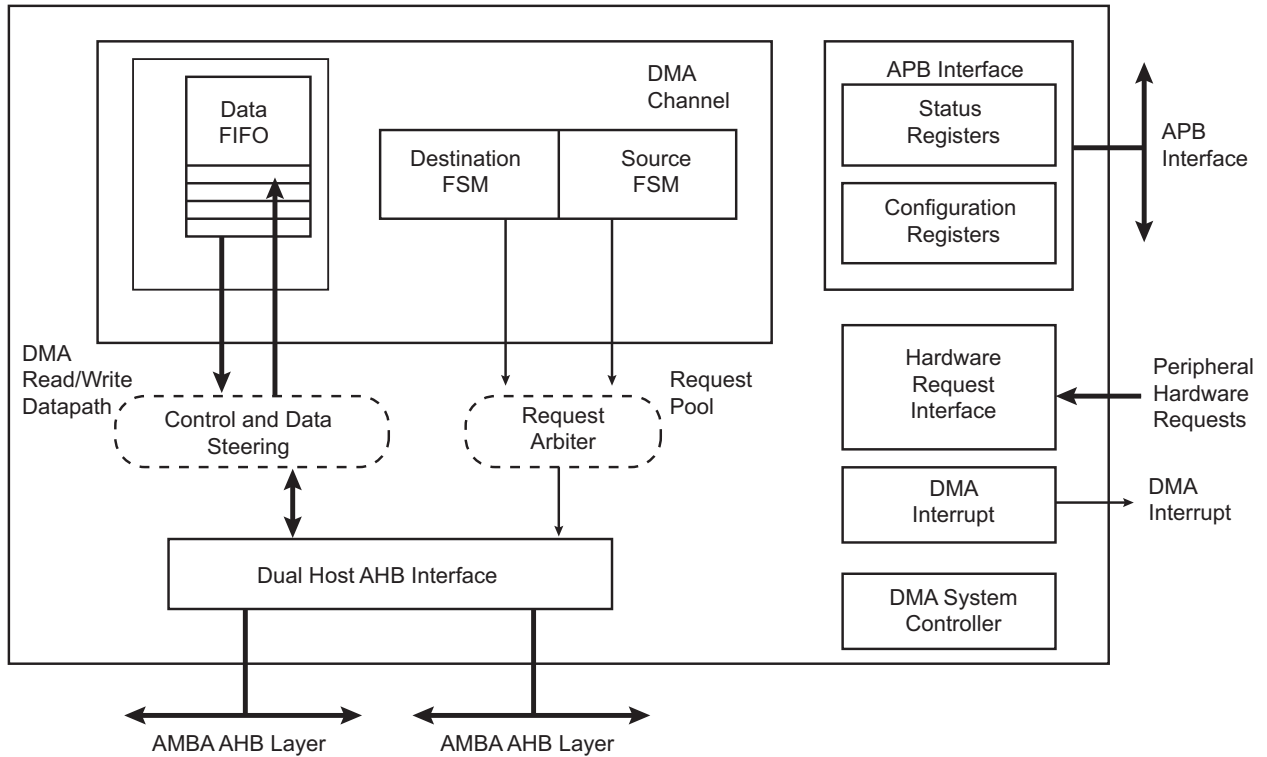 Data
FIFO
DMA
Channel
Destination
FSM
Source
FSM
APB Interface
Status
Registers
Configuration
Registers
APB
Interface
DMA
Read/Write
Datapath
Control and Data
Steering
Request
Arbiter
Request
Pool
Hardware
Request
Interface
Peripheral
Hardware
Requests
DMA
Interrupt
DMA
Interrupt
Dual Host AHB Interface
DMA System
Controller
AMBA AHB Layer
AMBA AHB Layer